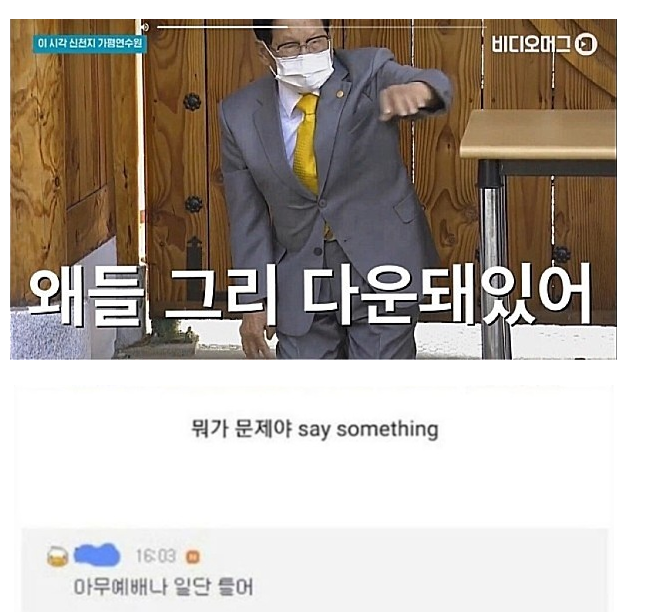 이 시각 신천지 가평연수원
비디오머그
왜들 그리 다운돼있어
뭐가 문제야 say something
16:03
아무예배나 일단 틀어